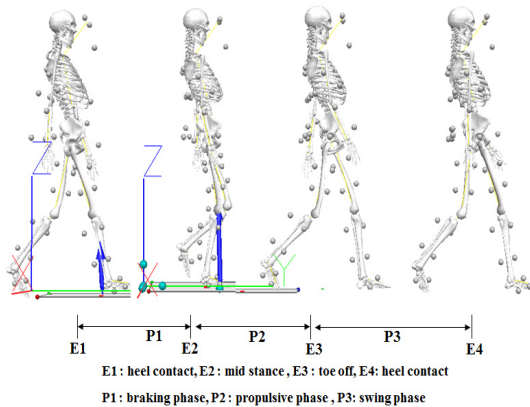 Z Z
X X Y
P1 P2 P3
E1 E2 E3 E4
E1 : heel contact, E2 : mid stance , E3 : toe off, E4: heel contact
P1 : braking phase, P2 : propulsive phase , P3: swing phase